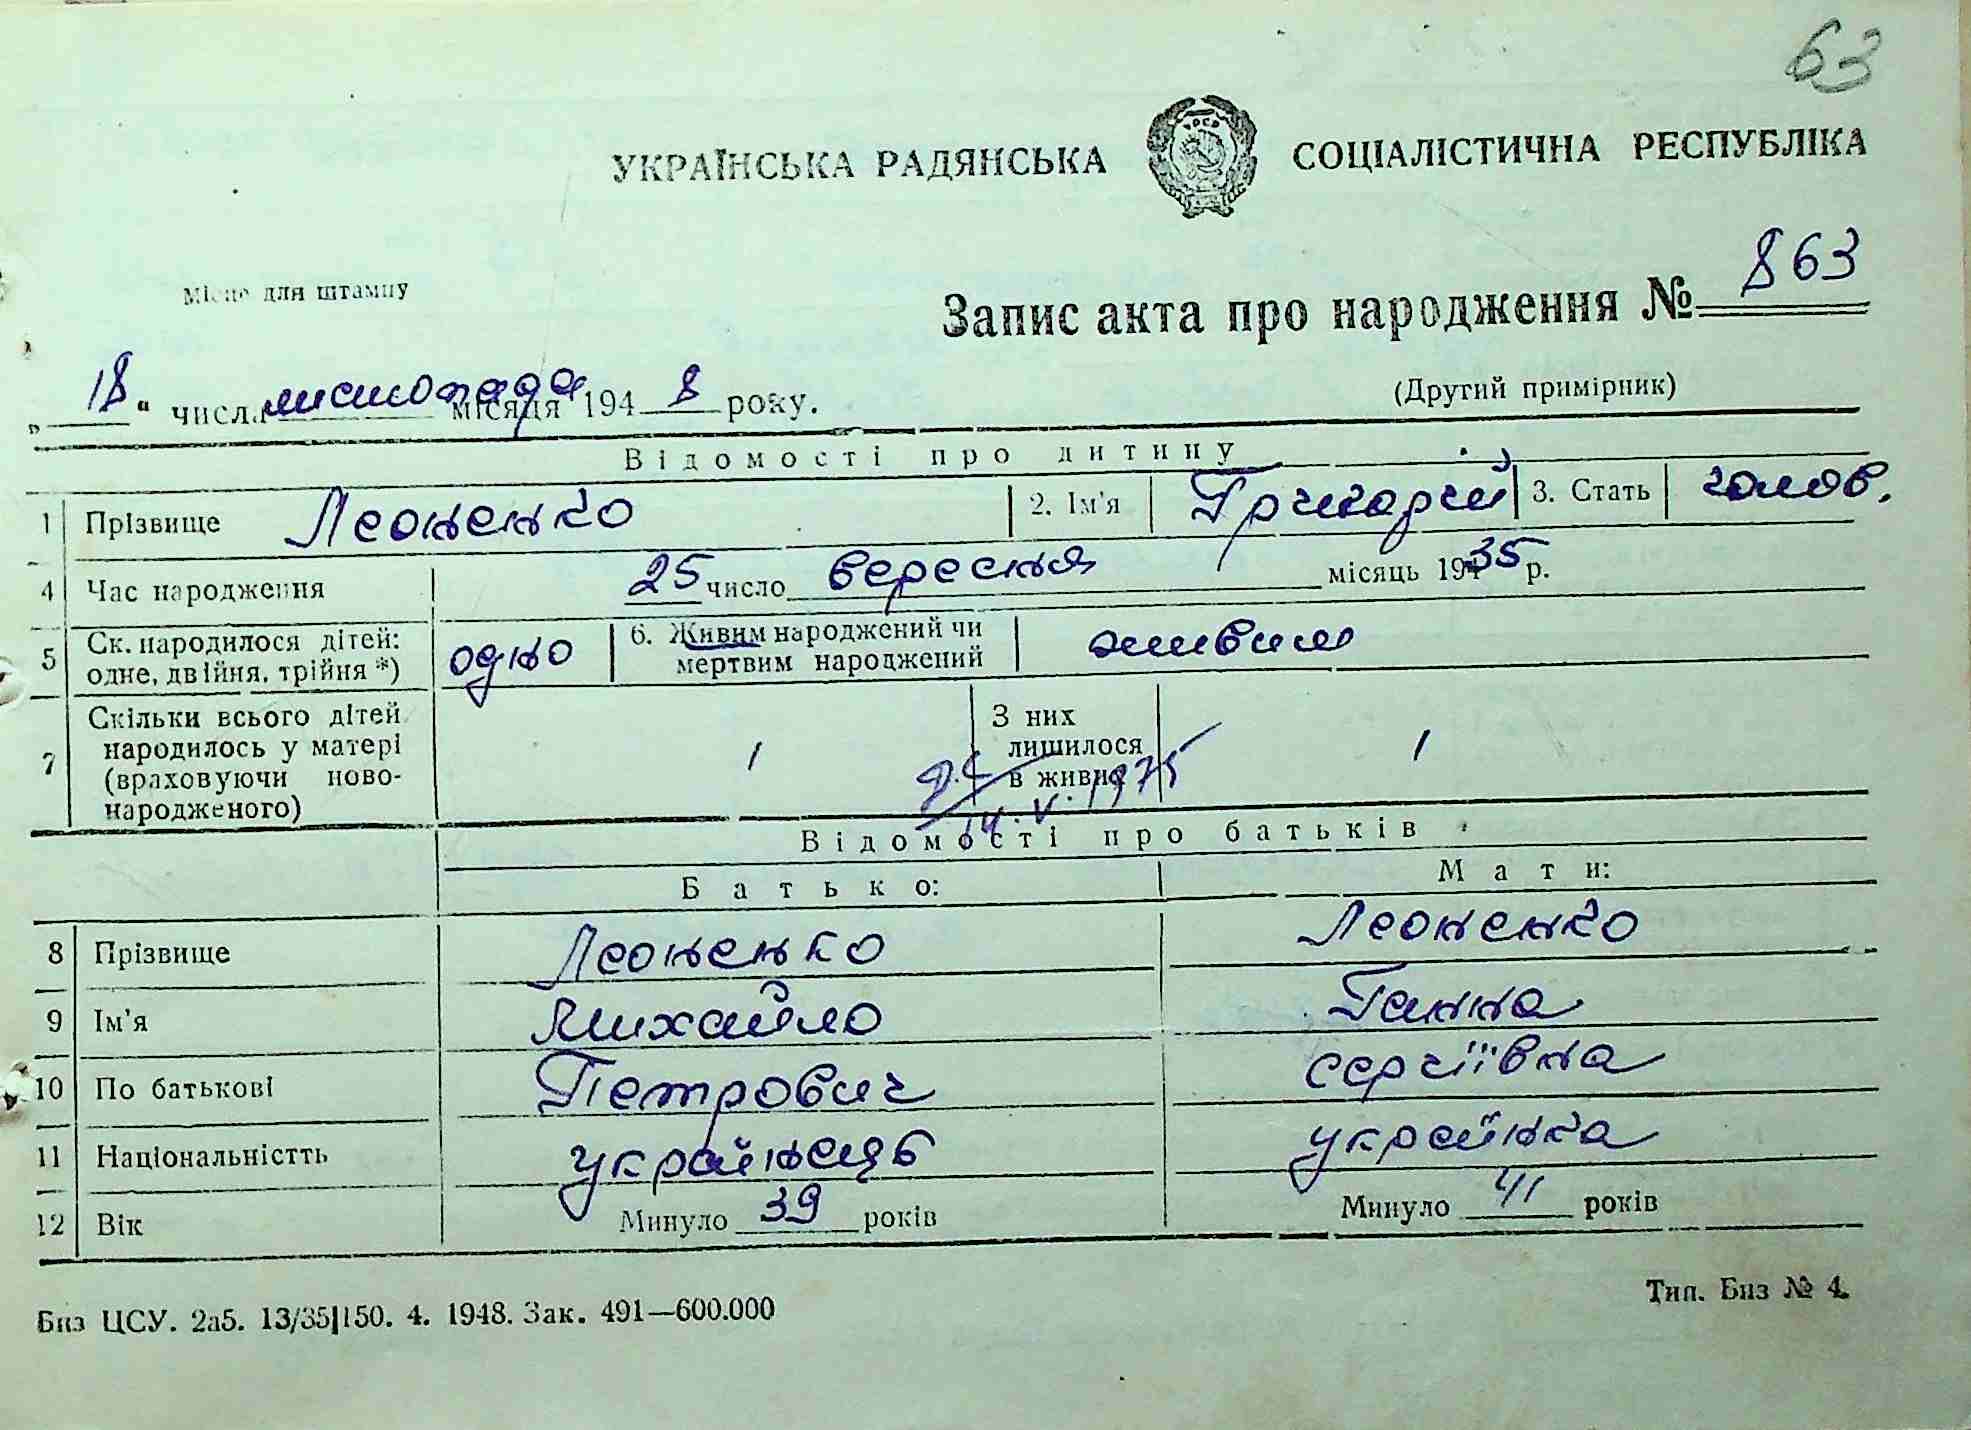 63
УКРАЇНСЬКА РАДЯНСЬКА СОЦІАЛІСТИЧНА РЕСПУБЛІКА
УРСР
Місце для штампу
Запис акта про народження № 863
(Другий примірник)
„18“ числа листопада місяця 1948 року.
Відомості про дитину
1 Прізвище Леоненко 2. Ім'я Григорій 3. Стать голов.
4 Час народження 25 число вересня місяць 1935 р.
5 Ск. народилося дітей: одне, двійня, трійня *) одно 6. Живим народжений чи мертвим народжений живим
7 Скільки всього дітей народилось у матері (враховуючи ново-народженого) 1 З них лишилося в живих 1
14.V.1975
Відомості про батьків
Батько: Мати:
8 Прізвище Леоненко Леоненко
9 Ім'я Михайло Ганна
10 По батькові Петрович сергіївна
11 Національністть українець українка
12 Вік Минуло 39 років Минуло 41 років
Биз ЦСУ. 2а5. 13/35|150. 4. 1948. Зак. 491—600.000
Тип. Биз № 4.